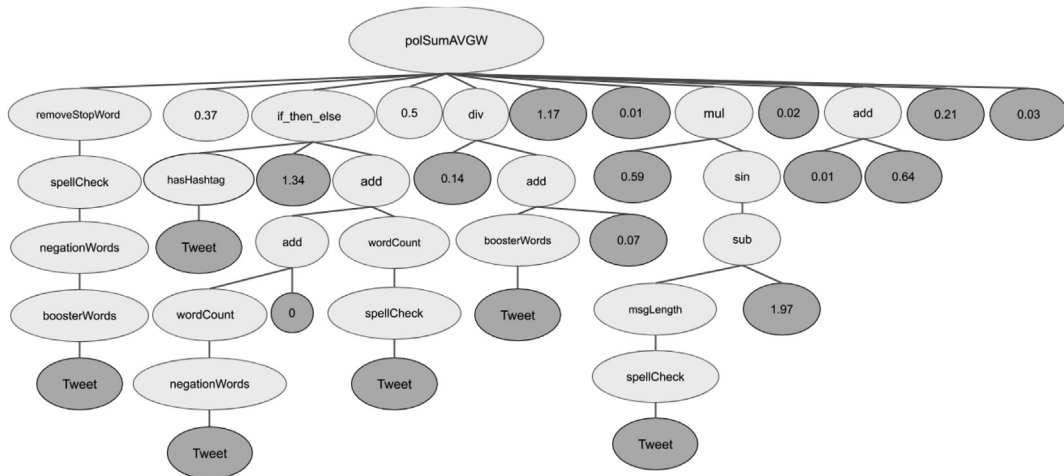 polSumAVGW
removeStopWord 0.37 if_then_else 0.5 div 1.17 0.01 mul 0.02 add 0.21 0.03
spellCheck hasHashtag 1.34 add 0.14 add 0.59 sin 0.01 0.64
negationWords Tweet add wordCount boosterWords 0.07 sub
boosterWords wordCount 0 spellCheck Tweet msgLength 1.97
Tweet negationWords Tweet spellCheck
Tweet Tweet